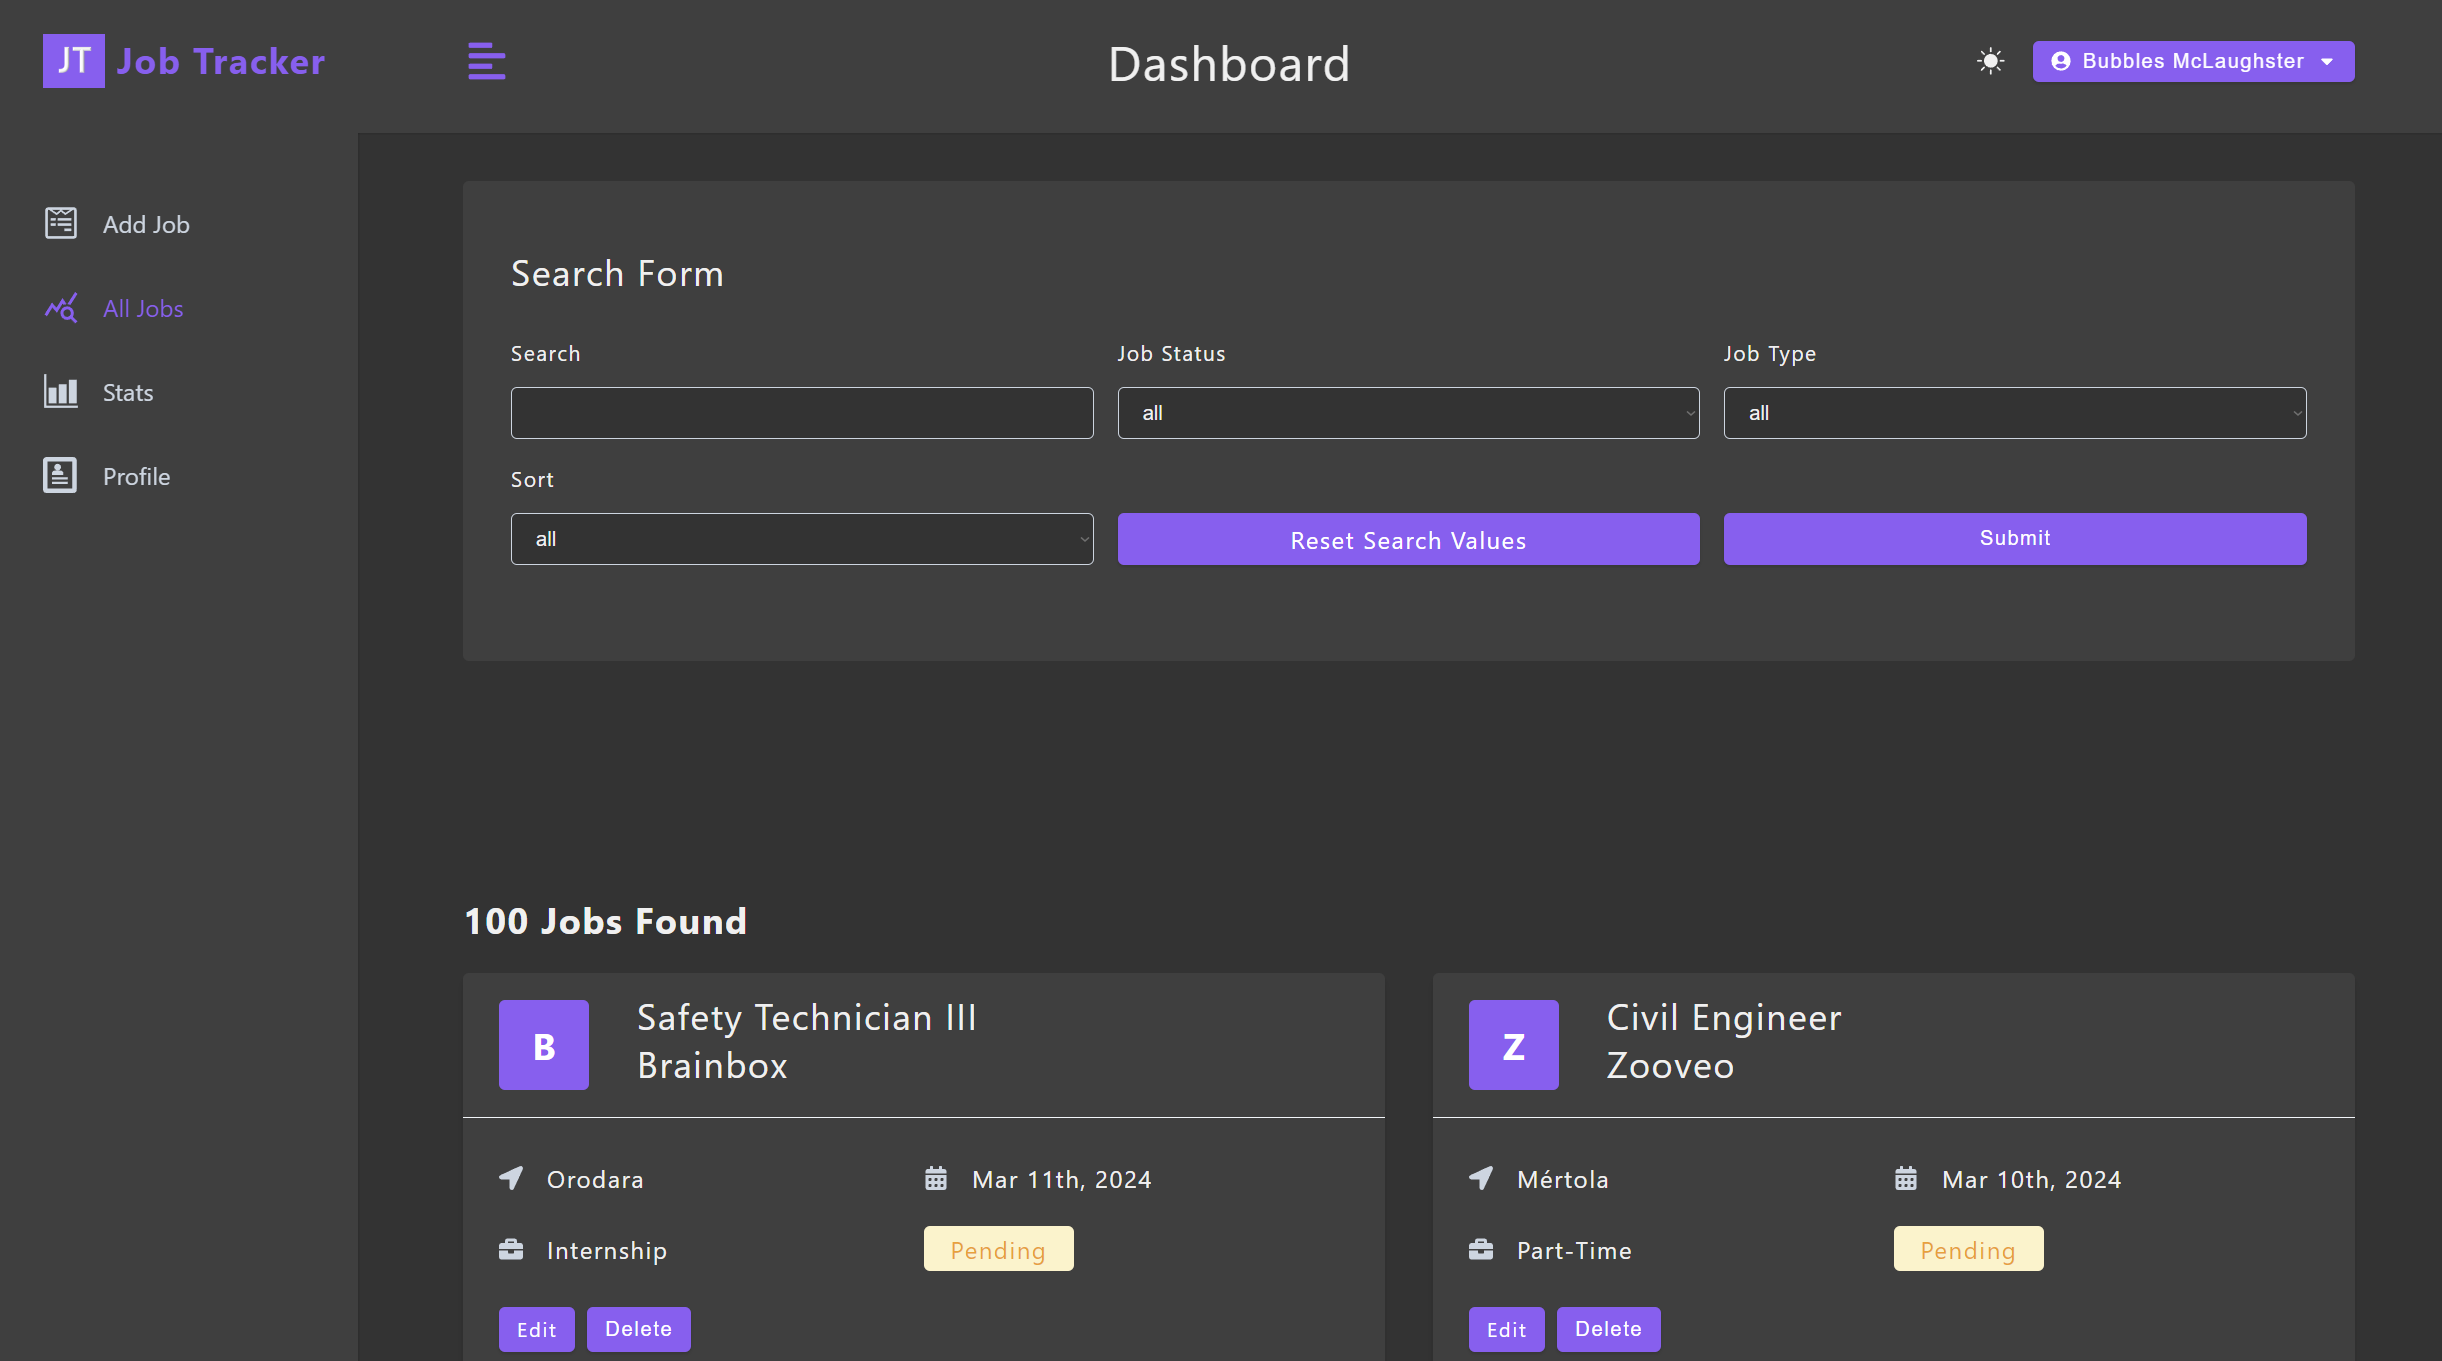 JT Job Tracker
Dashboard
Bubbles McLaughster
Add Job
All Jobs
Stats
Profile
Search Form
Search
Job Status
Job Type
all
all
Sort
all
Reset Search Values
Submit
100 Jobs Found
B
Safety Technician III
Brainbox
Orodara
Mar 11th, 2024
Internship
Pending
Edit
Delete
Z
Civil Engineer
Zooveo
Mértola
Mar 10th, 2024
Part-Time
Pending
Edit
Delete